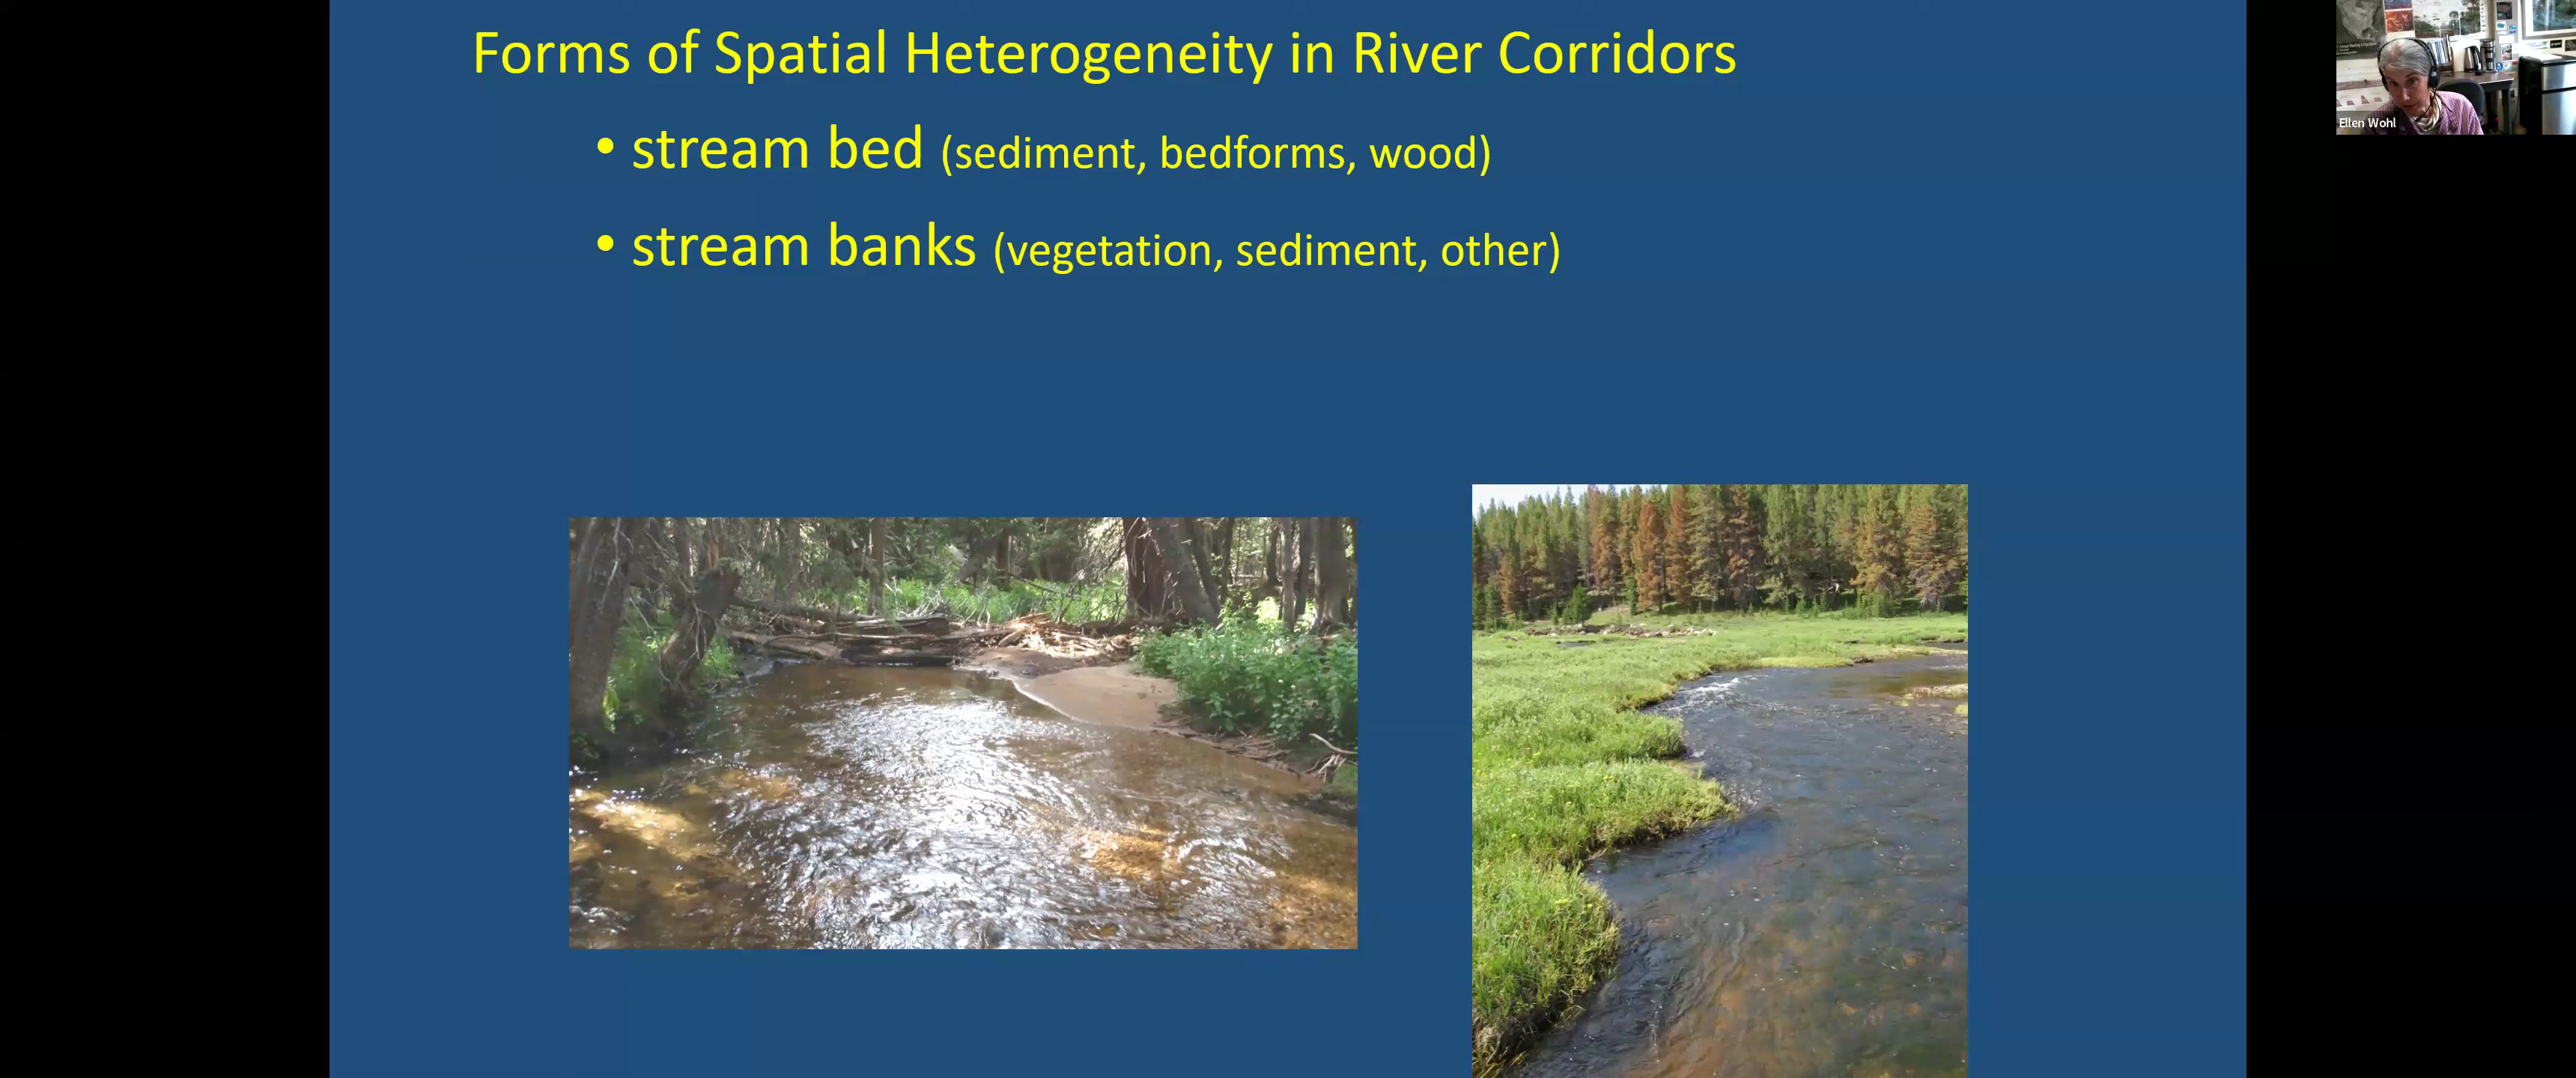 Forms of Spatial Heterogeneity in River Corridors
• stream bed (sediment, bedforms, wood)
• stream banks (vegetation, sediment, other)
Ellen Wohl